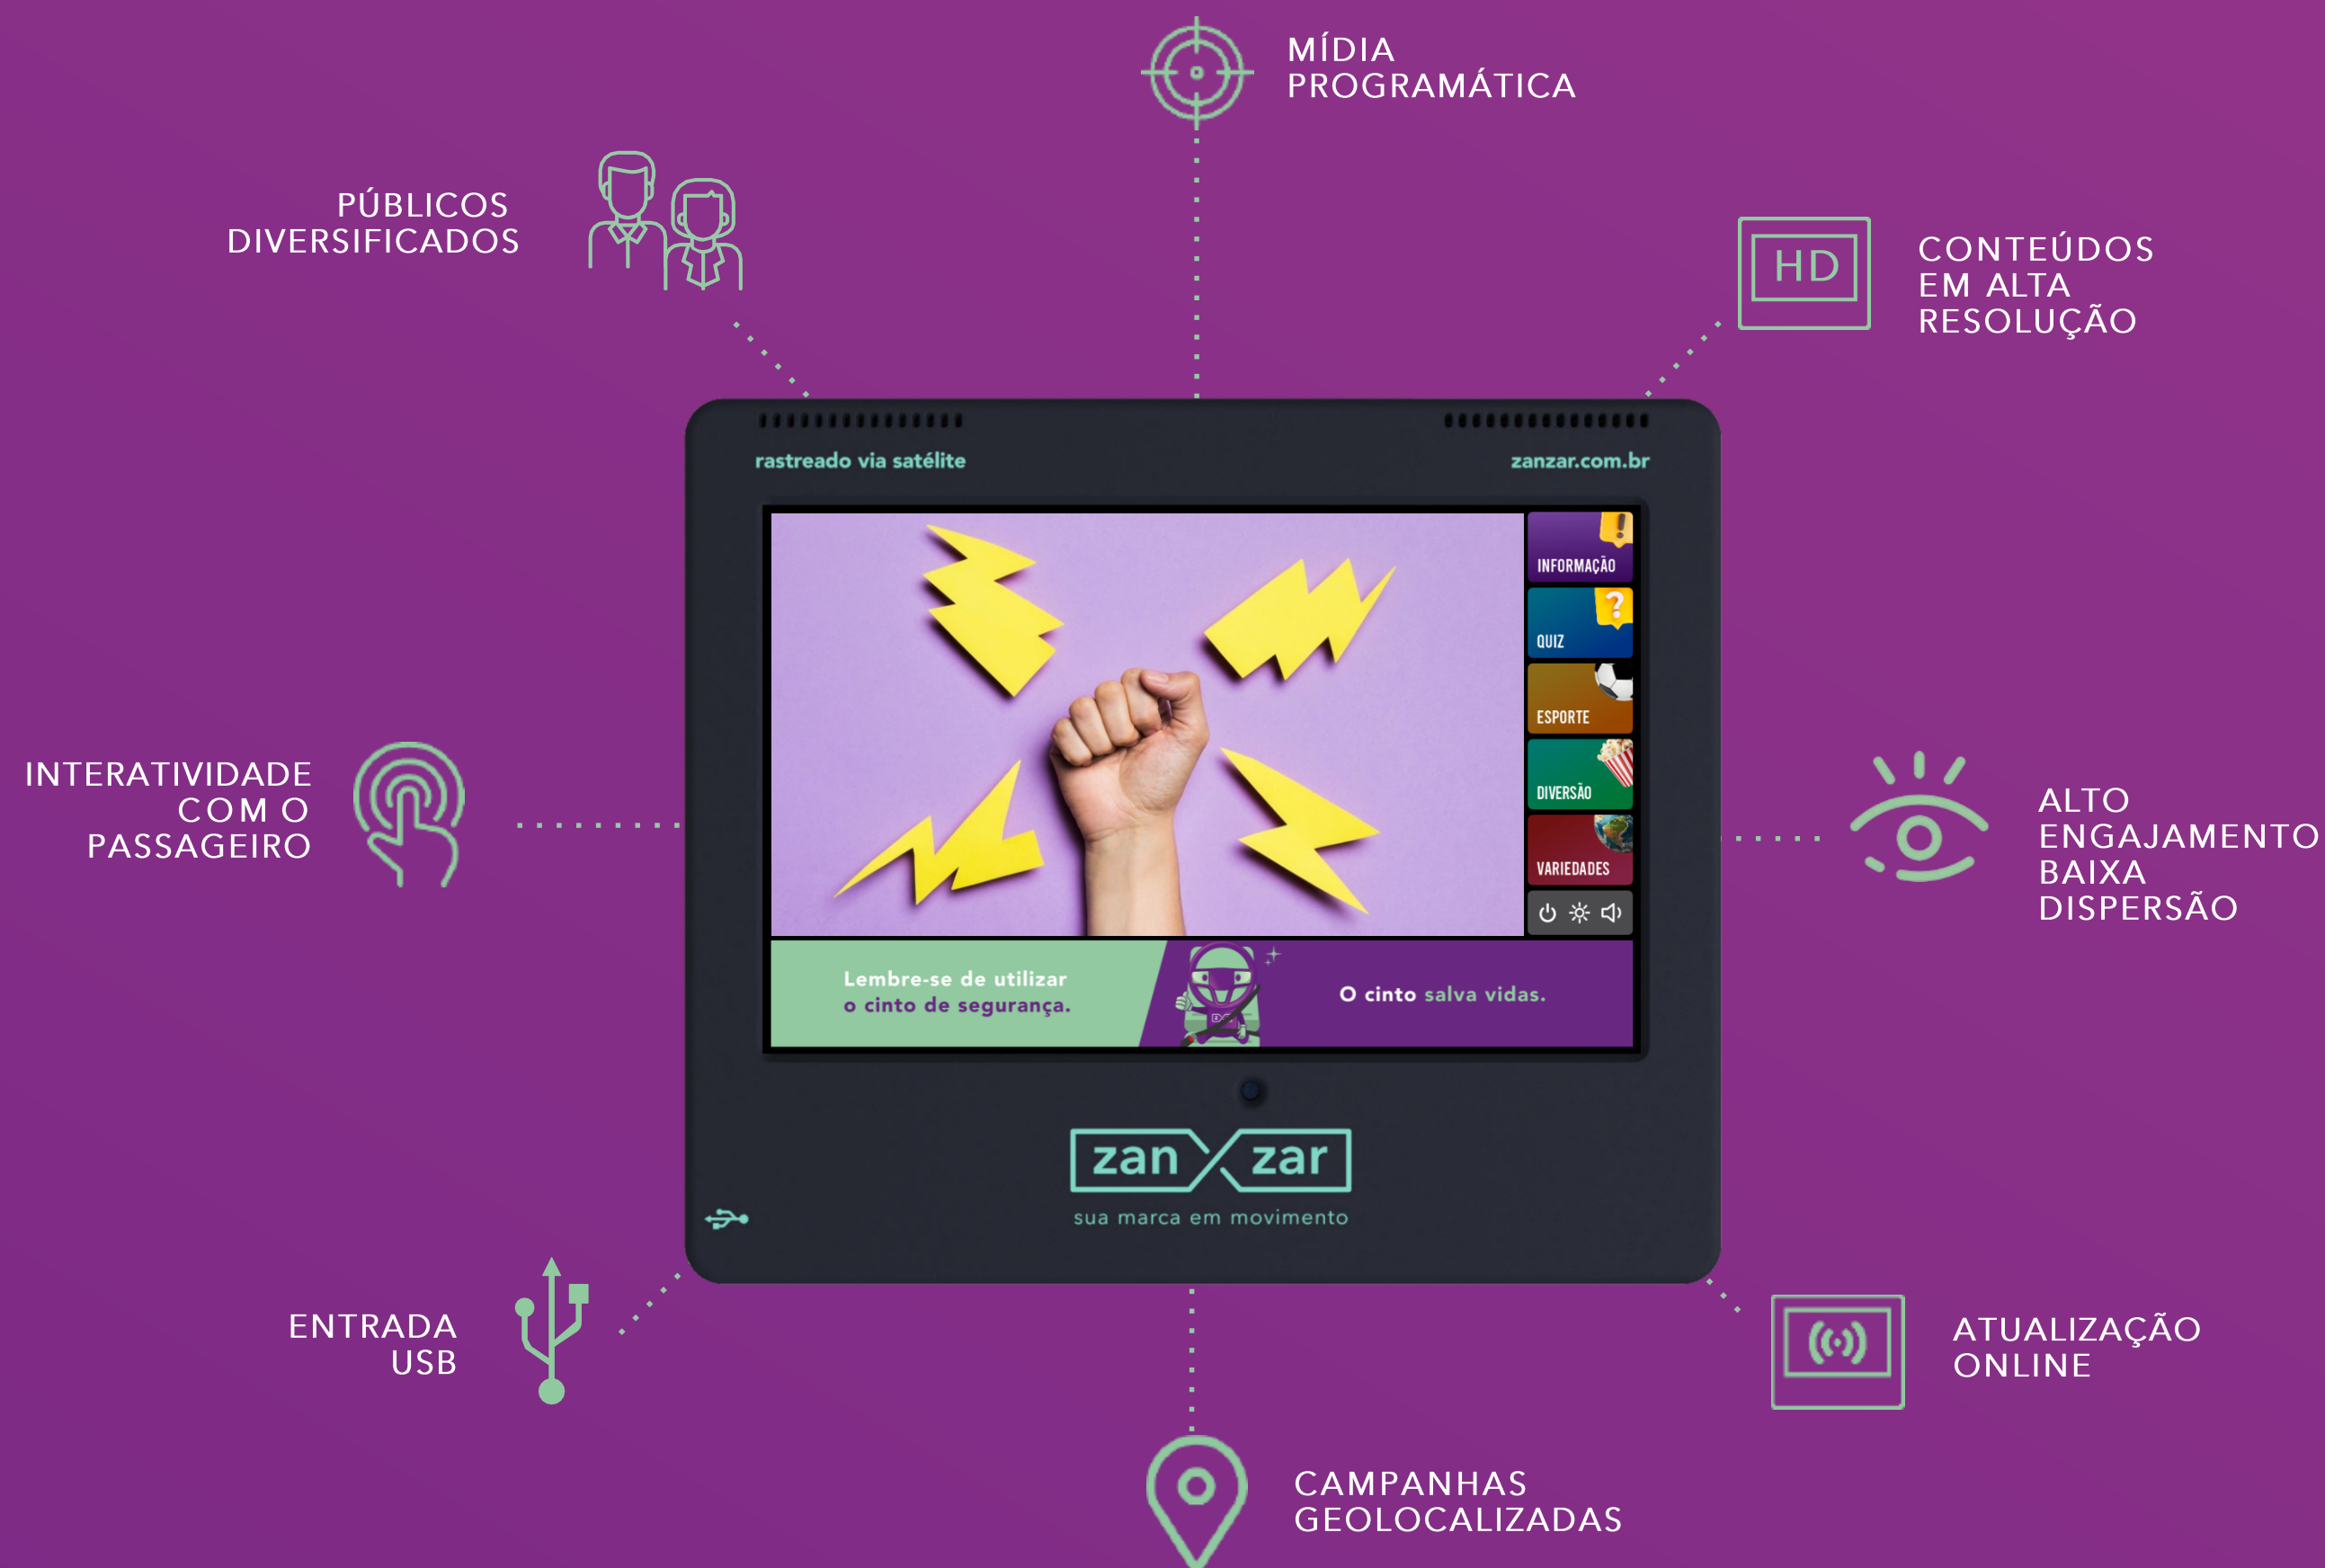 MÍDIA
PROGRAMÁTICA
PÚBLICOS
DIVERSIFICADOS
HD
CONTEÚDOS
EM ALTA
RESOLUÇÃO
rastreado via satélite
zanzar.com.br
INFORMAÇÃO
QUIZ
ESPORTE
DIVERSÃO
VARIEDADES
INTERATIVIDADE
COM O
PASSAGEIRO
ALTO
ENGAJAMENTO
BAIXA
DISPERSÃO
Lembre-se de utilizar
o cinto de segurança.
O cinto salva vidas.
zan zar
sua marca em movimento
ENTRADA
USB
ATUALIZAÇÃO
ONLINE
CAMPANHAS
GEOLOCALIZADAS